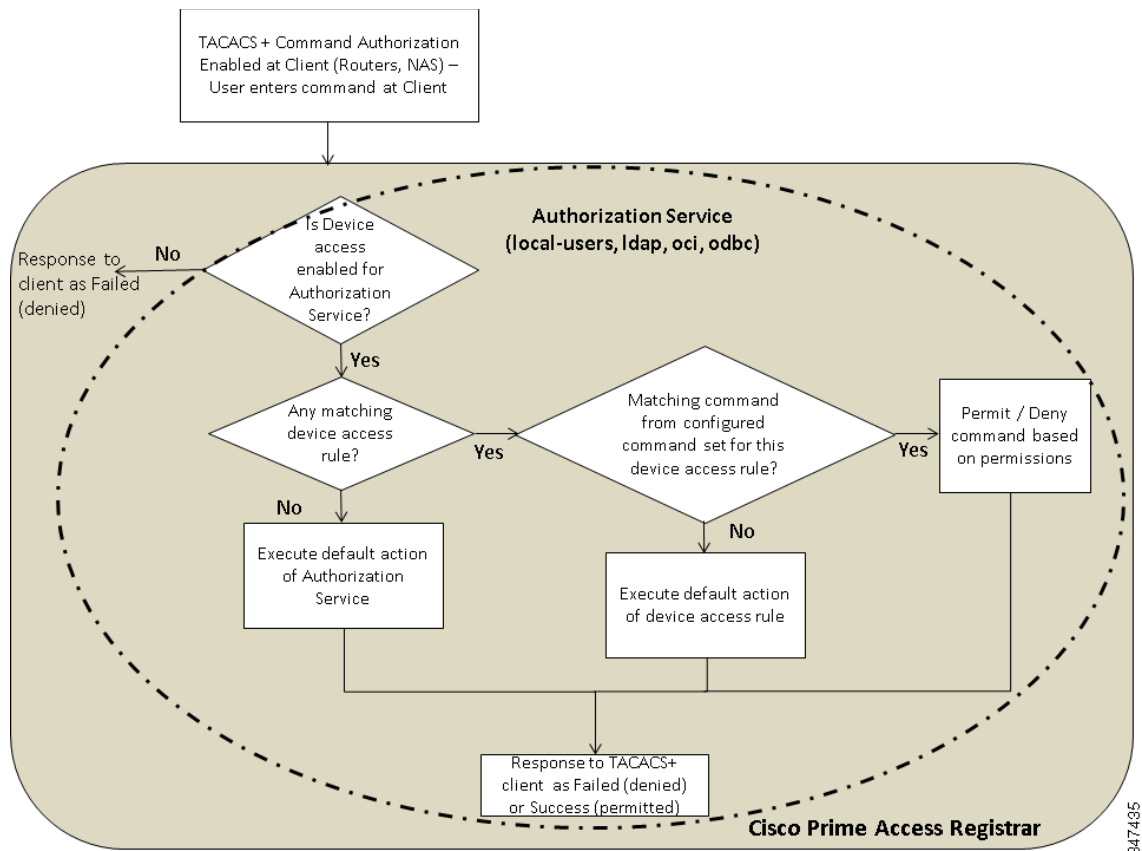 TACACS + Command Authorization
Enabled at Client (Routers, NAS) –
User enters command at Client
Authorization Service
(local-users, ldap, oci, odbc)
Is Device
access
enabled for
Authorization
Service?
No
Response to
client as Failed
(denied)
Yes
Any matching
device access
rule?
Yes
Matching command
from configured
command set for this
device access rule?
Yes
Permit / Deny
command based
on permissions
No
Execute default action
of Authorization
Service
No
Execute default action
of device access rule
Response to TACACS+
client as Failed (denied)
or Success (permitted)
Cisco Prime Access Registrar
347435